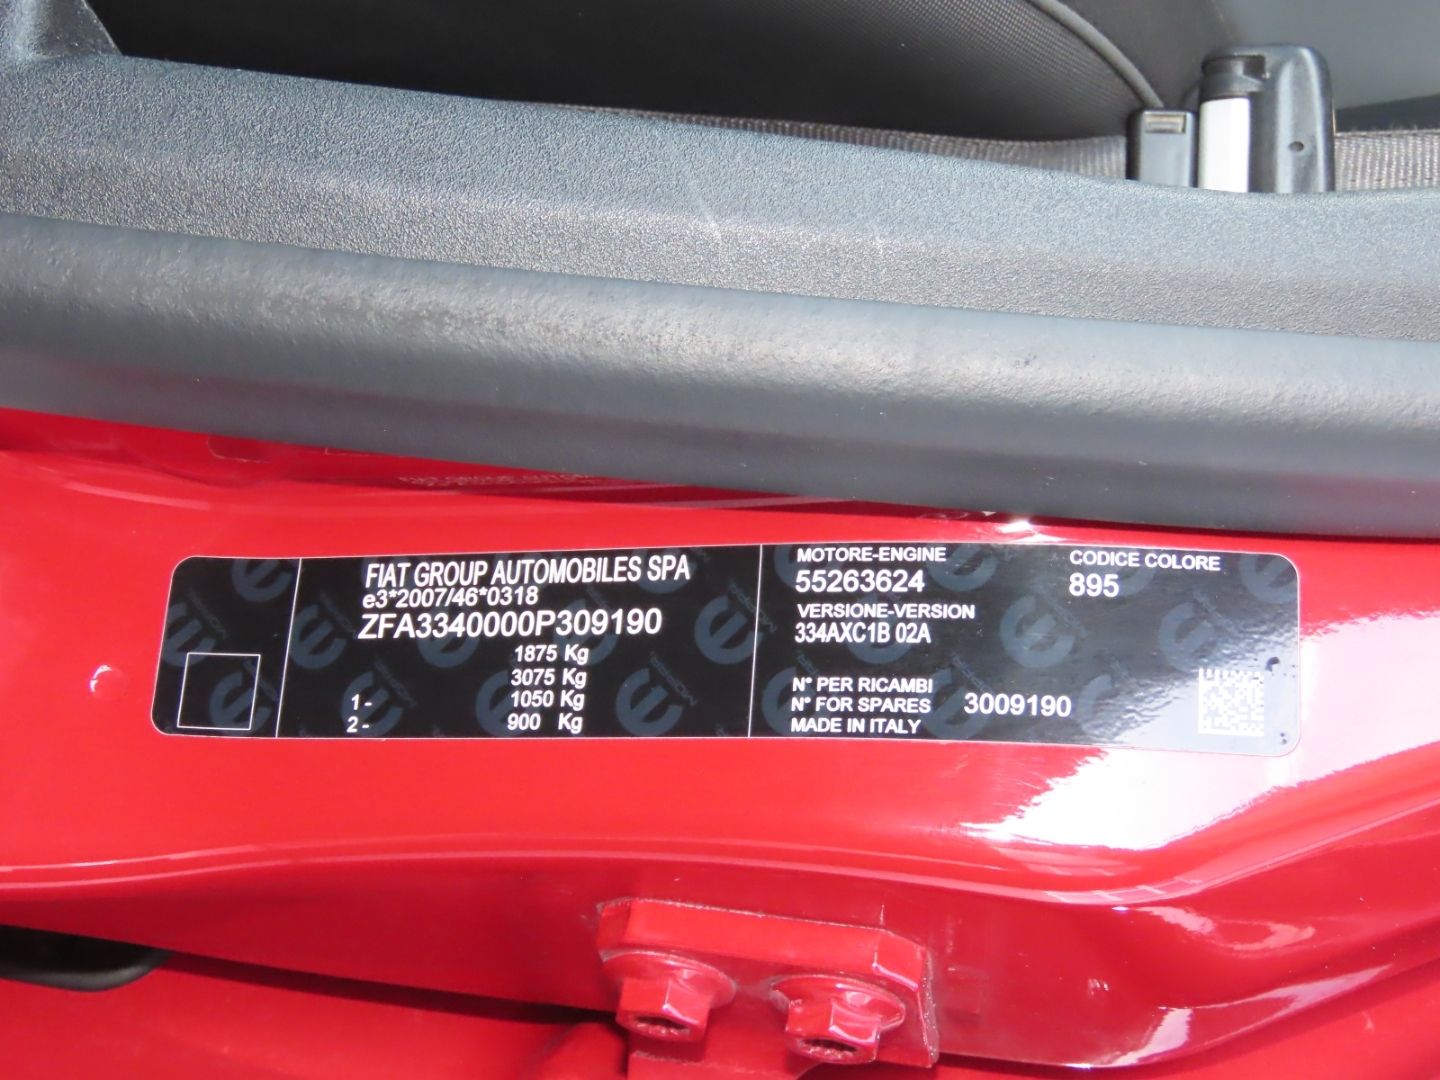 FIAT GROUP AUTOMOBILES SPA
e3*2007/46*0318
ZFA3340000P309190
1875 Kg
3075 Kg
1- 1050 Kg
2- 900 Kg
MOTORE-ENGINE
55263624
VERSIONE-VERSION
334AXC1B 02A
N° PER RICAMBI
N° FOR SPARES 3009190
MADE IN ITALY
CODICE COLORE
895